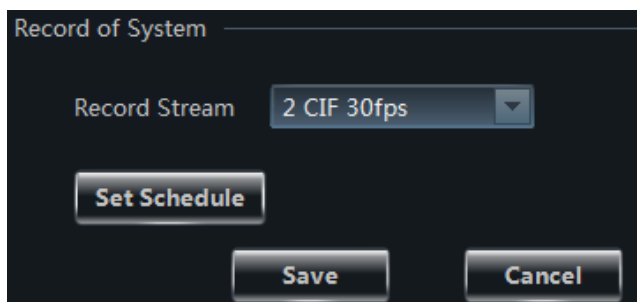 Record of System
Record Stream 2 CIF 30fps
Set Schedule
Save Cancel